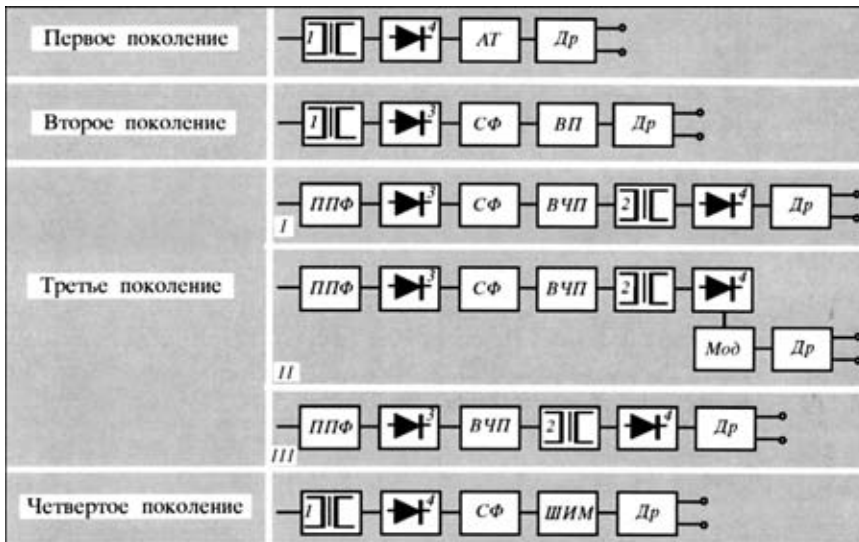 Первое поколение
1 4 АТ Др
Второе поколение
1 3 СФ ВП Др
Третье поколение
ППФ 3 СФ ВЧП 2 4 Др
I
ППФ 3 СФ ВЧП 2 4
Мод Др
II
ППФ 3 ВЧП 2 4 Др
III
Четвертое поколение
1 4 СФ ШИМ Др